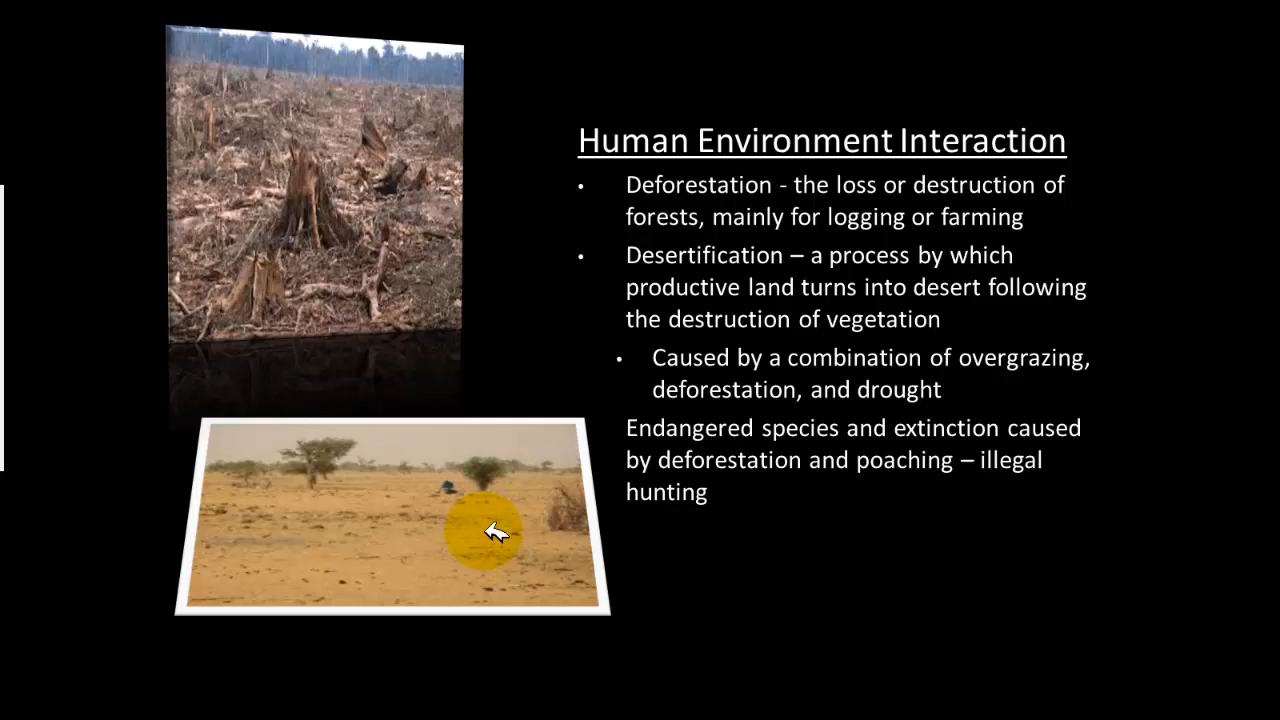 Human Environment Interaction
• Deforestation - the loss or destruction of
forests, mainly for logging or farming
• Desertification – a process by which
productive land turns into desert following
the destruction of vegetation
• Caused by a combination of overgrazing,
deforestation, and drought
Endangered species and extinction caused
by deforestation and poaching – illegal
hunting